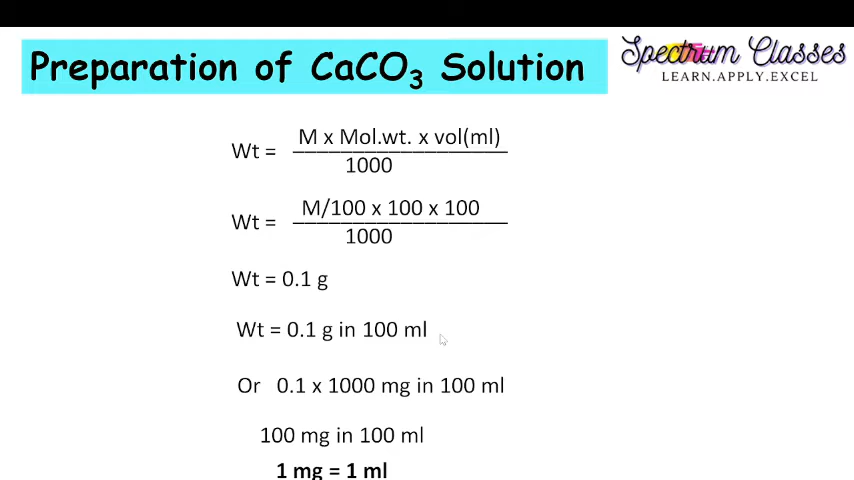 Preparation of CaCO₃ Solution
Spectrum Classes
LEARN.APPLY.EXCEL
Wt = M x Mol.wt. x vol(ml)
1000
Wt = M/100 x 100 x 100
1000
Wt = 0.1 g
Wt = 0.1 g in 100 ml
Or 0.1 x 1000 mg in 100 ml
100 mg in 100 ml
1 mg = 1 ml